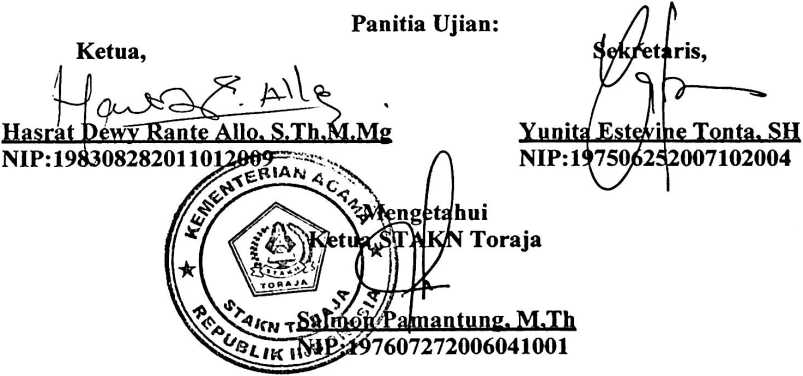 Panitia Ujian:
Ketua,
Sekretaris,
Hasrat Dewy Rante Allo, S.Th,M.Mg
NIP:198308282011012009
Yunita Estevine Tonta, SH
NIP:197506252007102004
Mengetahui
Ketua STAKN Toraja
Salmon Pamantung, M,Th
NIP:197607272006041001
KEMENTERIAN AGAMA
REPUBLIK INDONESIA
STAKN TORAJA
STAKN
TORAJA